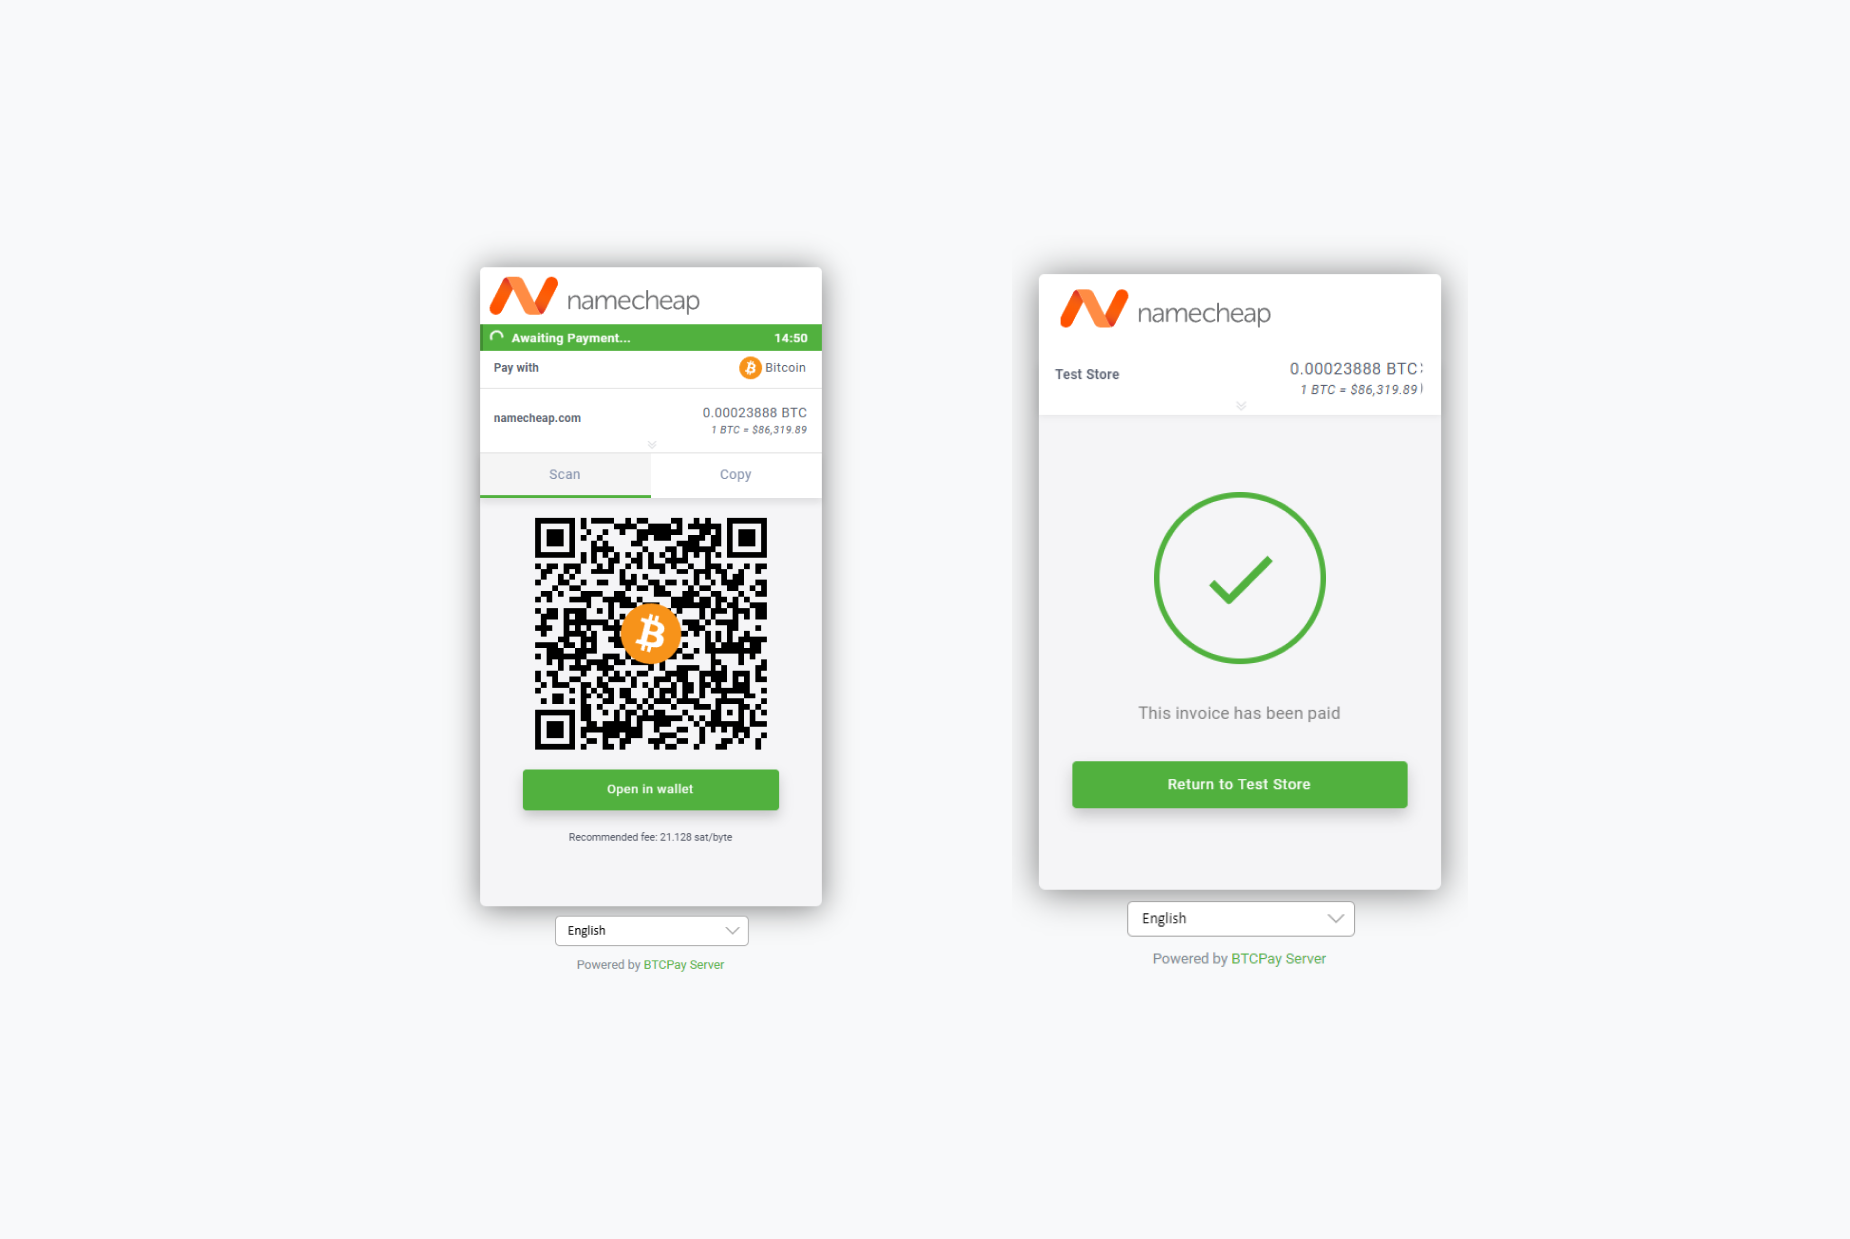 namecheap
Awaiting Payment... 14:50
Pay with Bitcoin
namecheap.com 0.00023888 BTC
1 BTC = $86,319.89
Scan Copy
Open in wallet
Recommended fee: 21.128 sat/byte
English
Powered by BTCPay Server
namecheap
Test Store 0.00023888 BTC
1 BTC = $86,319.89
This invoice has been paid
Return to Test Store
English
Powered by BTCPay Server